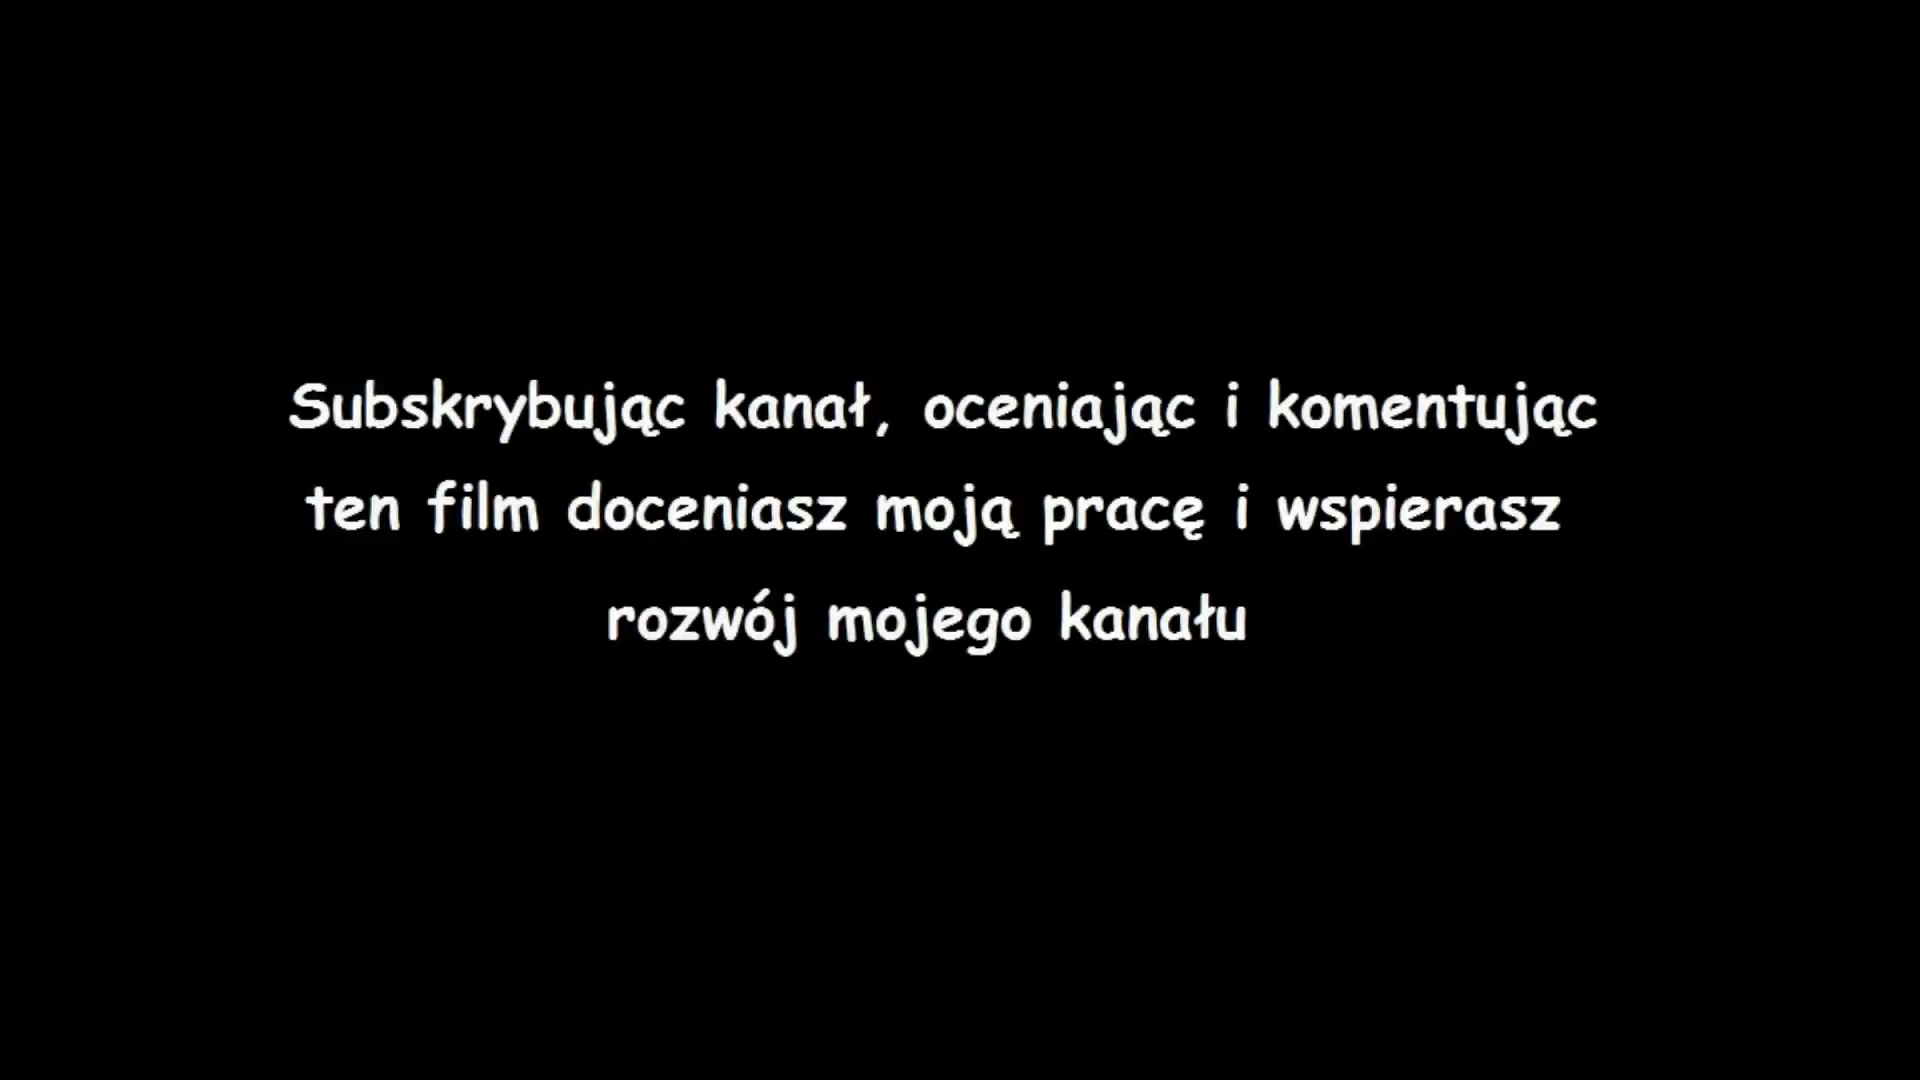 Subskrybując kanał, oceniając i komentując
ten film doceniasz moją pracę i wspierasz
rozwój mojego kanału